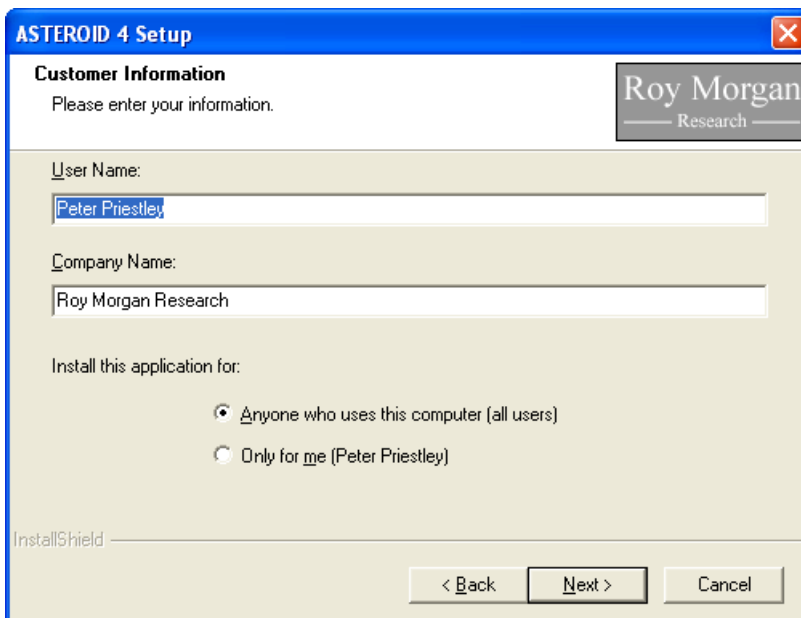 ASTEROID 4 Setup
Customer Information
Please enter your information.
Roy Morgan
Research
User Name:
Peter Priestley
Company Name:
Roy Morgan Research
Install this application for:
Anyone who uses this computer (all users)
Only for me (Peter Priestley)
InstallShield
< Back
Next >
Cancel